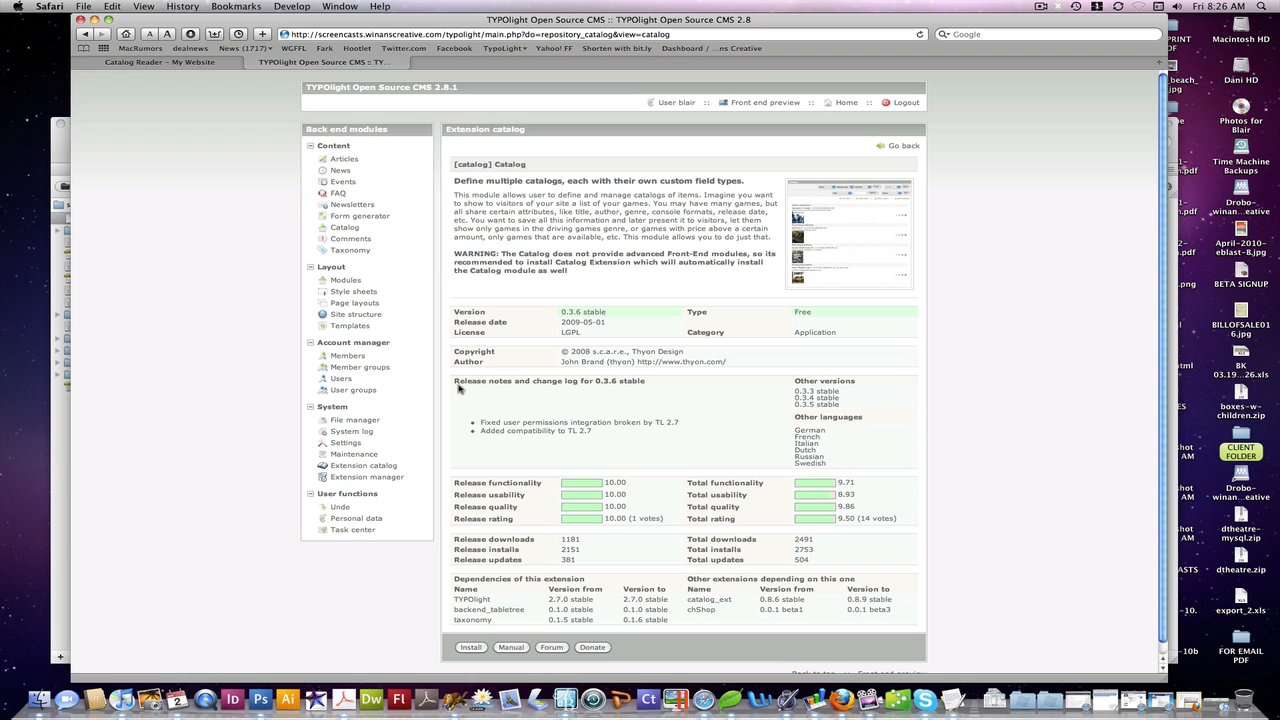 Safari File Edit View History Bookmarks Develop Window Help
Fri 8:26 AM
TYPOlight Open Source CMS :: TYPOlight Open Source CMS 2.8
http://screencasts.winanscreative.com/typolight/main.php?do=repository_catalog&view=catalog
Google
MacRumors dealnews News (1717) WGFFL Fark Hootlet Twitter.com Facebook TYPOLight Yahoo! FF Shorten with bit.ly Dashboard / ...ns Creative
Catalog Reader – My Website
TYPOlight Open Source CMS :: TY...
TYPOlight Open Source CMS 2.8.1
User blair :: Front end preview :: Home :: Logout
Back end modules
Content
Articles
News
Events
FAQ
Newsletters
Form generator
Catalog
Comments
Taxonomy
Layout
Modules
Style sheets
Page layouts
Site structure
Templates
Account manager
Members
Member groups
Users
User groups
System
File manager
System log
Settings
Maintenance
Extension catalog
Extension manager
User functions
Undo
Personal data
Task center
Extension catalog
Go back
[catalog] Catalog
Define multiple catalogs, each with their own custom field types.
This module allows user to define and manage catalogs of items. Imagine you want
to show to visitors of your site a list of your games. You may have many games, but
all share certain attributes, like title, author, genre, console formats, release date,
etc. You want to save all this information and later present it to visitors, let them
show only games in the driving games genre, or games with price above a certain
amount, only games that are available, etc. This module allows you to do just that.
WARNING: The Catalog does not provide advanced Front-End modules, so its
recommended to install Catalog Extension which will automatically install
the Catalog module as well
Version 0.3.6 stable Type Free
Release date 2009-05-01
License LGPL Category Application
Copyright © 2008 s.c.a.r.e., Thyon Design
Author John Brand (thyon) http://www.thyon.com/
Release notes and change log for 0.3.6 stable
Fixed user permissions integration broken by TL 2.7
Added compatibility to TL 2.7
Other versions
0.3.3 stable
0.3.4 stable
0.3.5 stable
Other languages
German
French
Italian
Dutch
Russian
Swedish
Release functionality 10.00 Total functionality 9.71
Release usability 10.00 Total usability 8.93
Release quality 10.00 Total quality 9.86
Release rating 10.00 (1 votes) Total rating 9.50 (14 votes)
Release downloads 1181 Total downloads 2491
Release installs 2151 Total installs 2753
Release updates 381 Total updates 504
Dependencies of this extension Other extensions depending on this one
Name Version from Version to Name Version from Version to
TYPOlight 2.7.0 stable 2.7.0 stable catalog_ext 0.8.6 stable 0.8.9 stable
backend_tabletree 0.1.0 stable 0.1.0 stable chShop 0.0.1 beta1 0.0.1 beta3
taxonomy 0.1.5 stable 0.1.6 stable
Install Manual Forum Donate
Macintosh HD
Dani HD
Photos for
Blair
Time Machine
Backups
Drobo-
winan...eative
April-2010
-eblast-8.jpg
BETA SIGNUP
BILLOFSALE01
6.jpg
BK
03.19...26.xls
boxes-w-
children.zip
CLIENT
FOLDER
Drobo-
winan...eative
dtheatre-
mysql.zip
dtheatre.zip
export_2.xls
FOR EMAIL
PDF